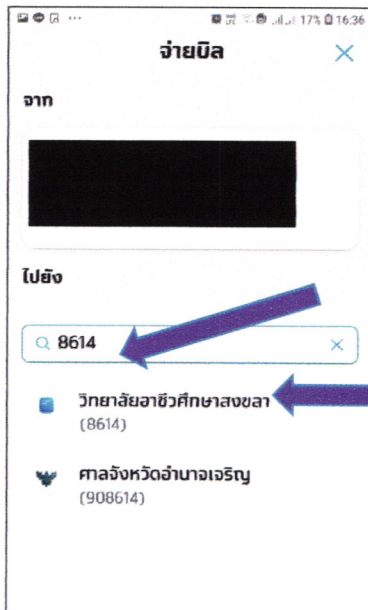 17% 16:36
จ่ายบิล
จาก
ไปยัง
8614
วิทยาลัยอาชีวศึกษาสงขลา
(8614)
ศาลจังหวัดอำนาจเจริญ
(908614)